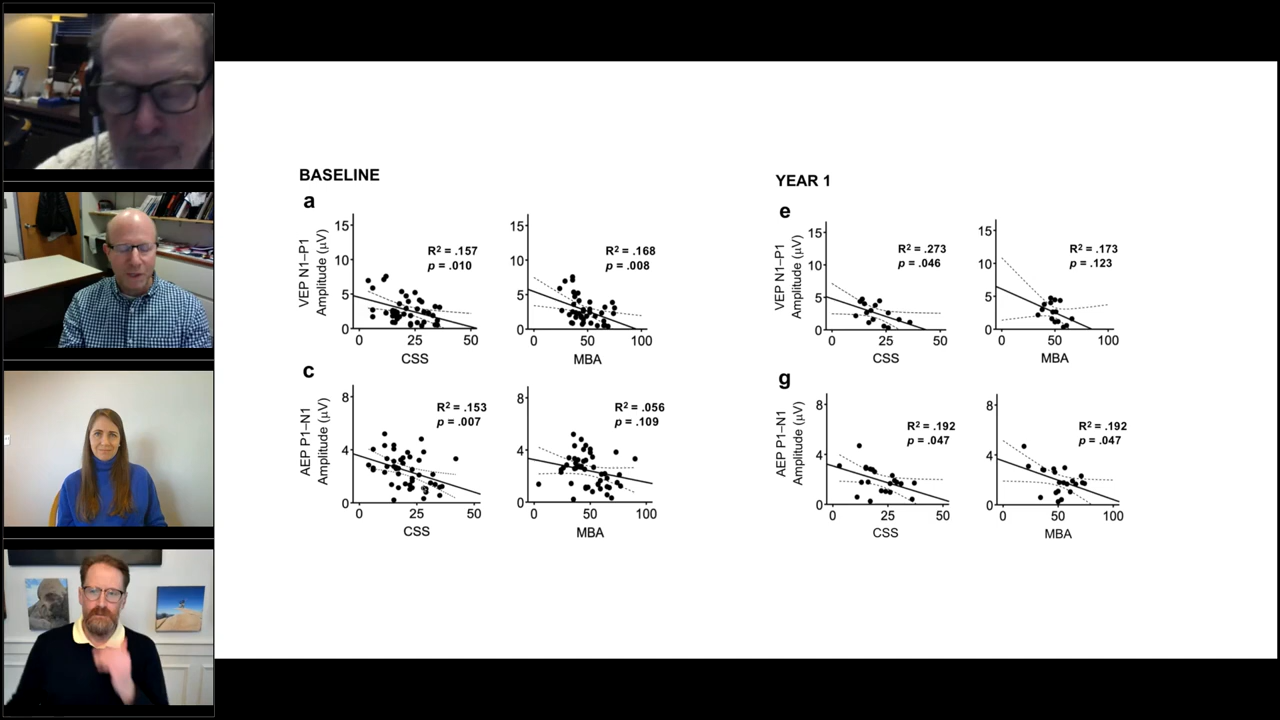 BASELINE
a
VEP N1–P1
Amplitude (µV)
15
10
5
0
R² = .157
p = .010
0 25 50
CSS
15
10
5
0
R² = .168
p = .008
0 50 100
MBA
c
AEP P1–N1
Amplitude (µV)
8
4
0
R² = .153
p = .007
0 25 50
CSS
8
4
0
R² = .056
p = .109
0 50 100
MBA
YEAR 1
e
VEP N1–P1
Amplitude (µV)
15
10
5
0
R² = .273
p = .046
0 25 50
CSS
15
10
5
0
R² = .173
p = .123
0 50 100
MBA
g
AEP P1–N1
Amplitude (µV)
8
4
0
R² = .192
p = .047
0 25 50
CSS
8
4
0
R² = .192
p = .047
0 50 100
MBA